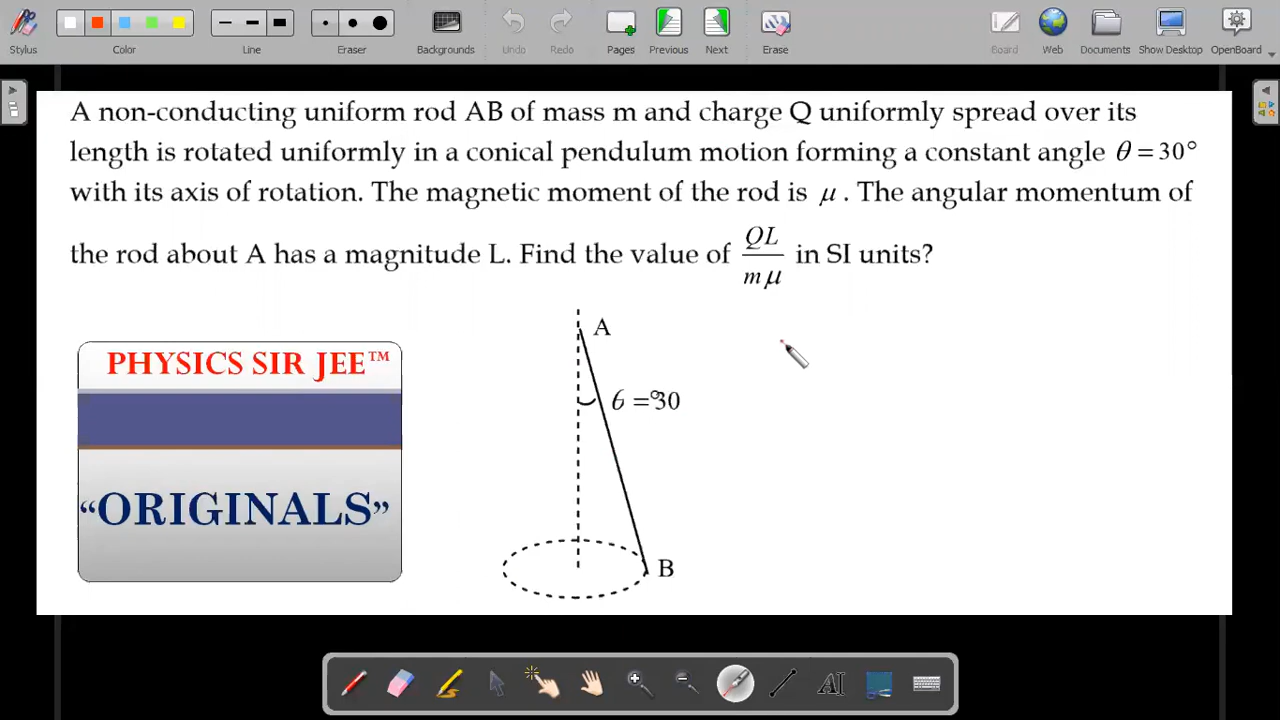 Stylus Color Line Eraser Backgrounds Undo Redo Pages Previous Next Erase Board Web Documents Show Desktop OpenBoard
A non-conducting uniform rod AB of mass m and charge Q uniformly spread over its
length is rotated uniformly in a conical pendulum motion forming a constant angle θ = 30°
with its axis of rotation. The magnetic moment of the rod is μ . The angular momentum of
the rod about A has a magnitude L. Find the value of QL/mμ in SI units?
A
PHYSICS SIR JEE™
θ =°30
“ORIGINALS”
B
AI